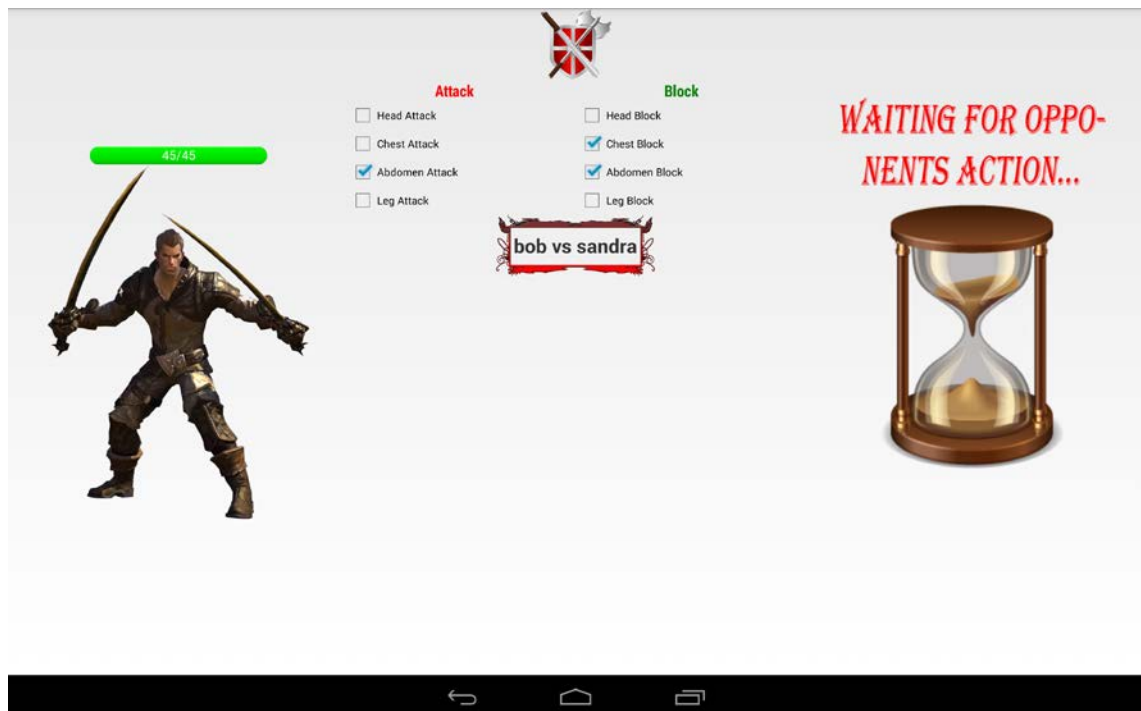 Attack
Block
Head Attack
Head Block
Chest Attack
Chest Block
Abdomen Attack
Abdomen Block
Leg Attack
Leg Block
45/45
bob vs sandra
WAITING FOR OPPO-
NENTS ACTION...